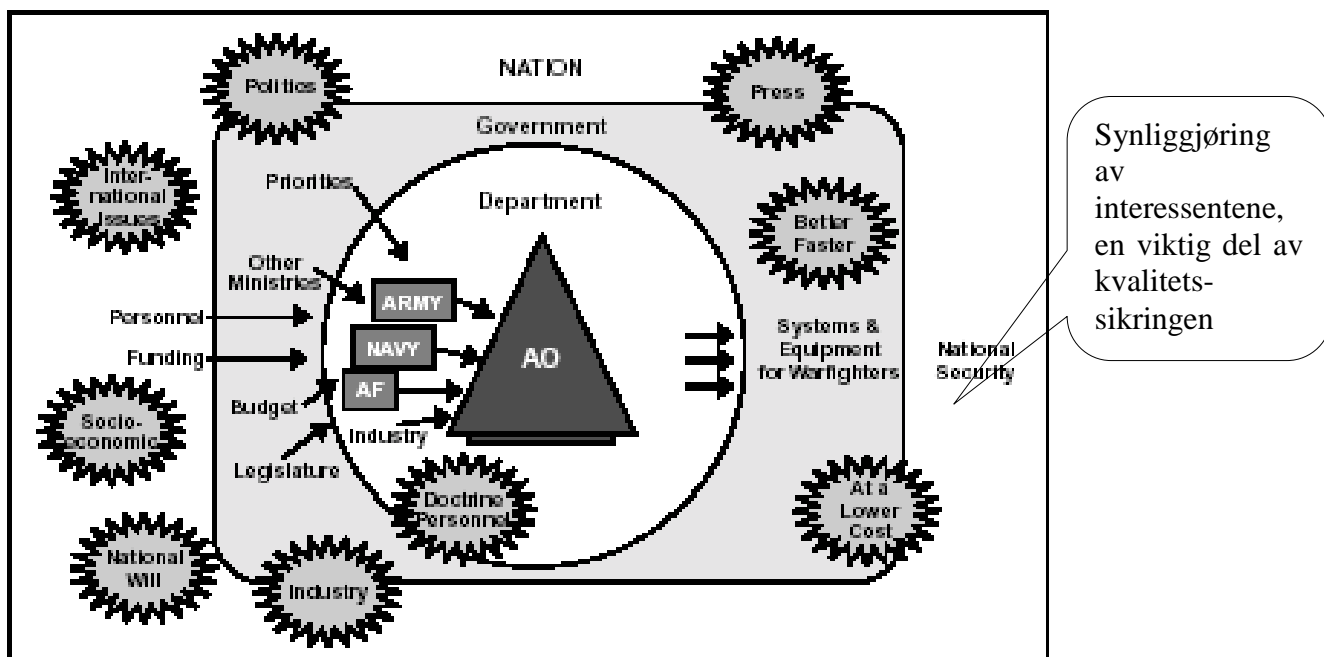 NATION
Politics
Press
Government
Inter-
national
Issues
Priorities
Department
Better
Faster
Other
Ministries
ARMY
Personnel
NAVY
AO
Systems &
Equipment
for Warfighters
National
Security
Funding
AF
Budget
Industry
Socio-
economic
Legislature
Doctrine
Personnel
At a
Lower
Cost
National
Will
Industry
Synliggjøring
av
interessentene,
en viktig del av
kvalitets-
sikringen